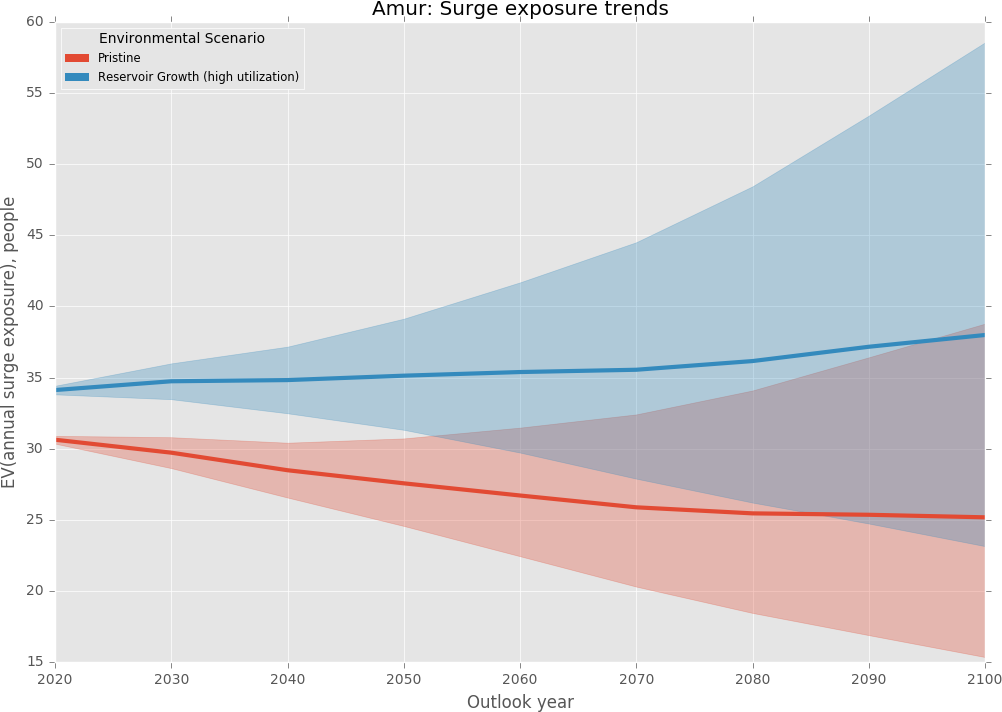 Amur: Surge exposure trends
Environmental Scenario
Pristine
Reservoir Growth (high utilization)
EV(annual surge exposure), people
60
55
50
45
40
35
30
25
20
15
2020 2030 2040 2050 2060 2070 2080 2090 2100
Outlook year